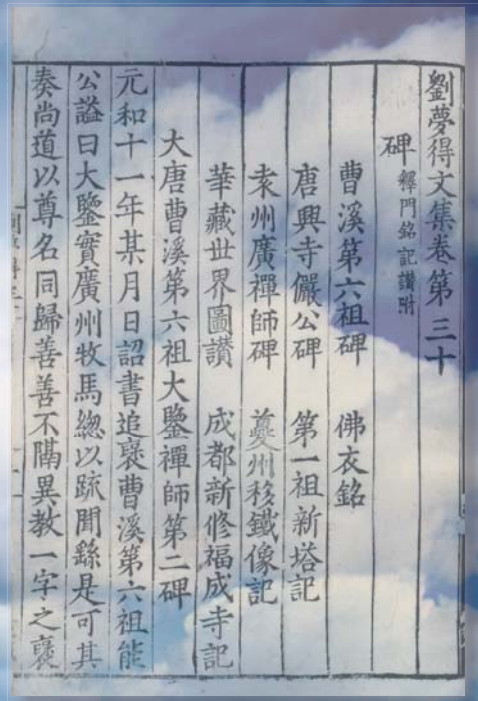 劉夢得文集卷第三十
碑 釋門銘記讚附
曹溪第六祖碑 佛衣銘
唐興寺儼公碑 第一祖新塔記
袁州廣禪師碑 夔州移鐵像記
華藏世界圖讚 成都新修福成寺記
大唐曹溪第六祖大鑒禪師第二碑
元和十一年某月日詔書追裦曹溪第六祖能
公諡曰大鑒實廣州牧馬緫以疏聞繇是可其
奏尚道以尊名同歸善善不隔異教一字之裦